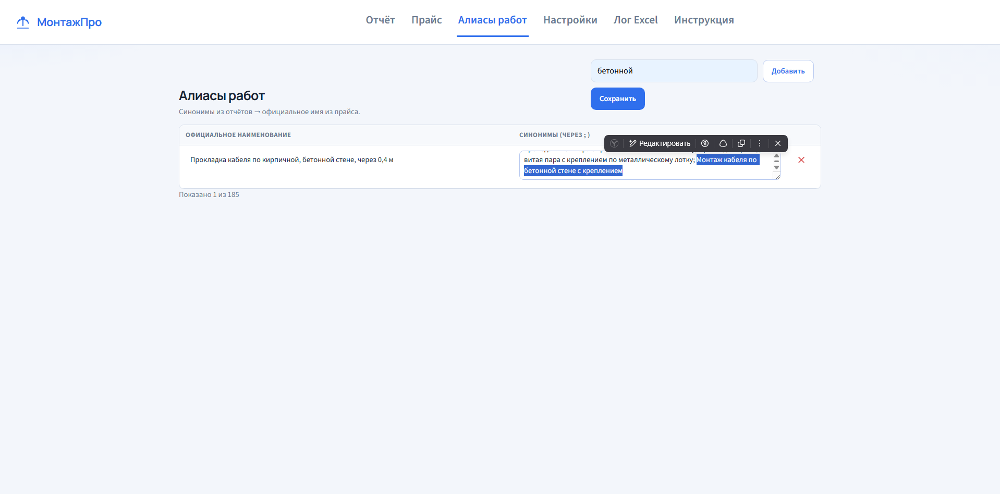 МонтажПро
Отчёт Прайс Алиасы работ Настройки Лог Excel Инструкция
бетонной
Добавить
Алиасы работ
Сохранить
Синонимы из отчётов → официальное имя из прайса.
ОФИЦИАЛЬНОЕ НАИМЕНОВАНИЕ
СИНОНИМЫ (ЧЕРЕЗ ; )
Редактировать
Прокладка кабеля по кирпичной, бетонной стене, через 0,4 м
витая пара с креплением по металлическому лотку; Монтаж кабеля по
бетонной стене с креплением
Показано 1 из 185